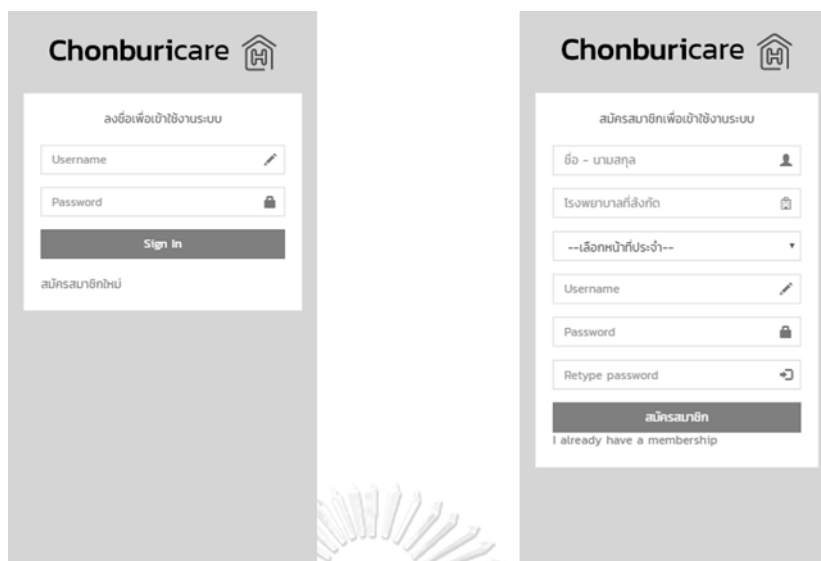 Chonburicare
ลงชื่อเพื่อเข้าใช้งานระบบ
Username
Password
Sign In
สมัครสมาชิกใหม่
Chonburicare
สมัครสมาชิกเพื่อเข้าใช้งานระบบ
ชื่อ - นามสกุล
โรงพยาบาลที่สังกัด
--เลือกหน้าที่ประจำ--
Username
Password
Retype password
สมัครสมาชิก
I already have a membership